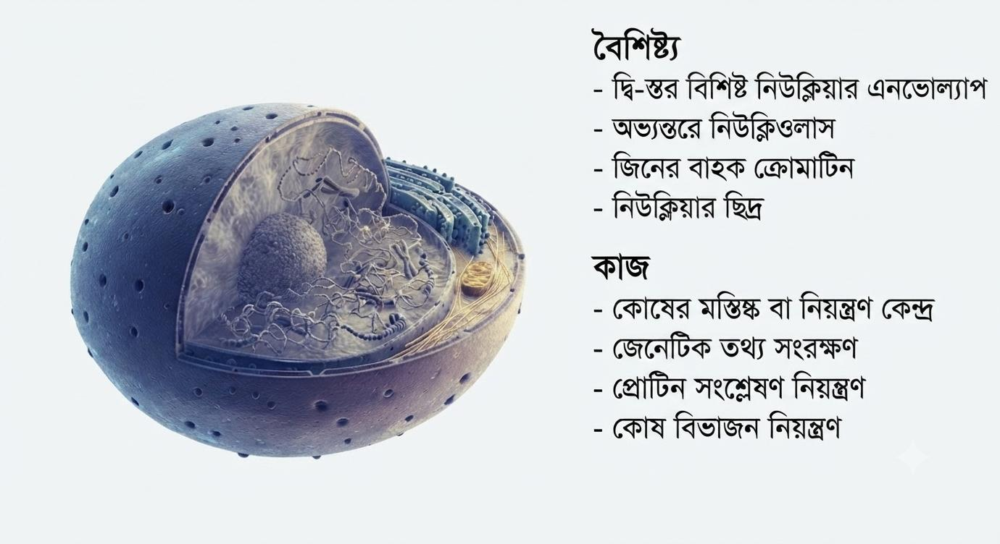 বৈশিষ্ট্য
- দ্বি-স্তর বিশিষ্ট নিউক্লিয়ার এনভোল্যাপ
- অভ্যন্তরে নিউক্লিওলাস
- জিনের বাহক ক্রোমাটিন
- নিউক্লিয়ার ছিদ্র
কাজ
- কোষের মস্তিষ্ক বা নিয়ন্ত্রণ কেন্দ্র
- জেনেটিক তথ্য সংরক্ষণ
- প্রোটিন সংশ্লেষণ নিয়ন্ত্রণ
- কোষ বিভাজন নিয়ন্ত্রণ